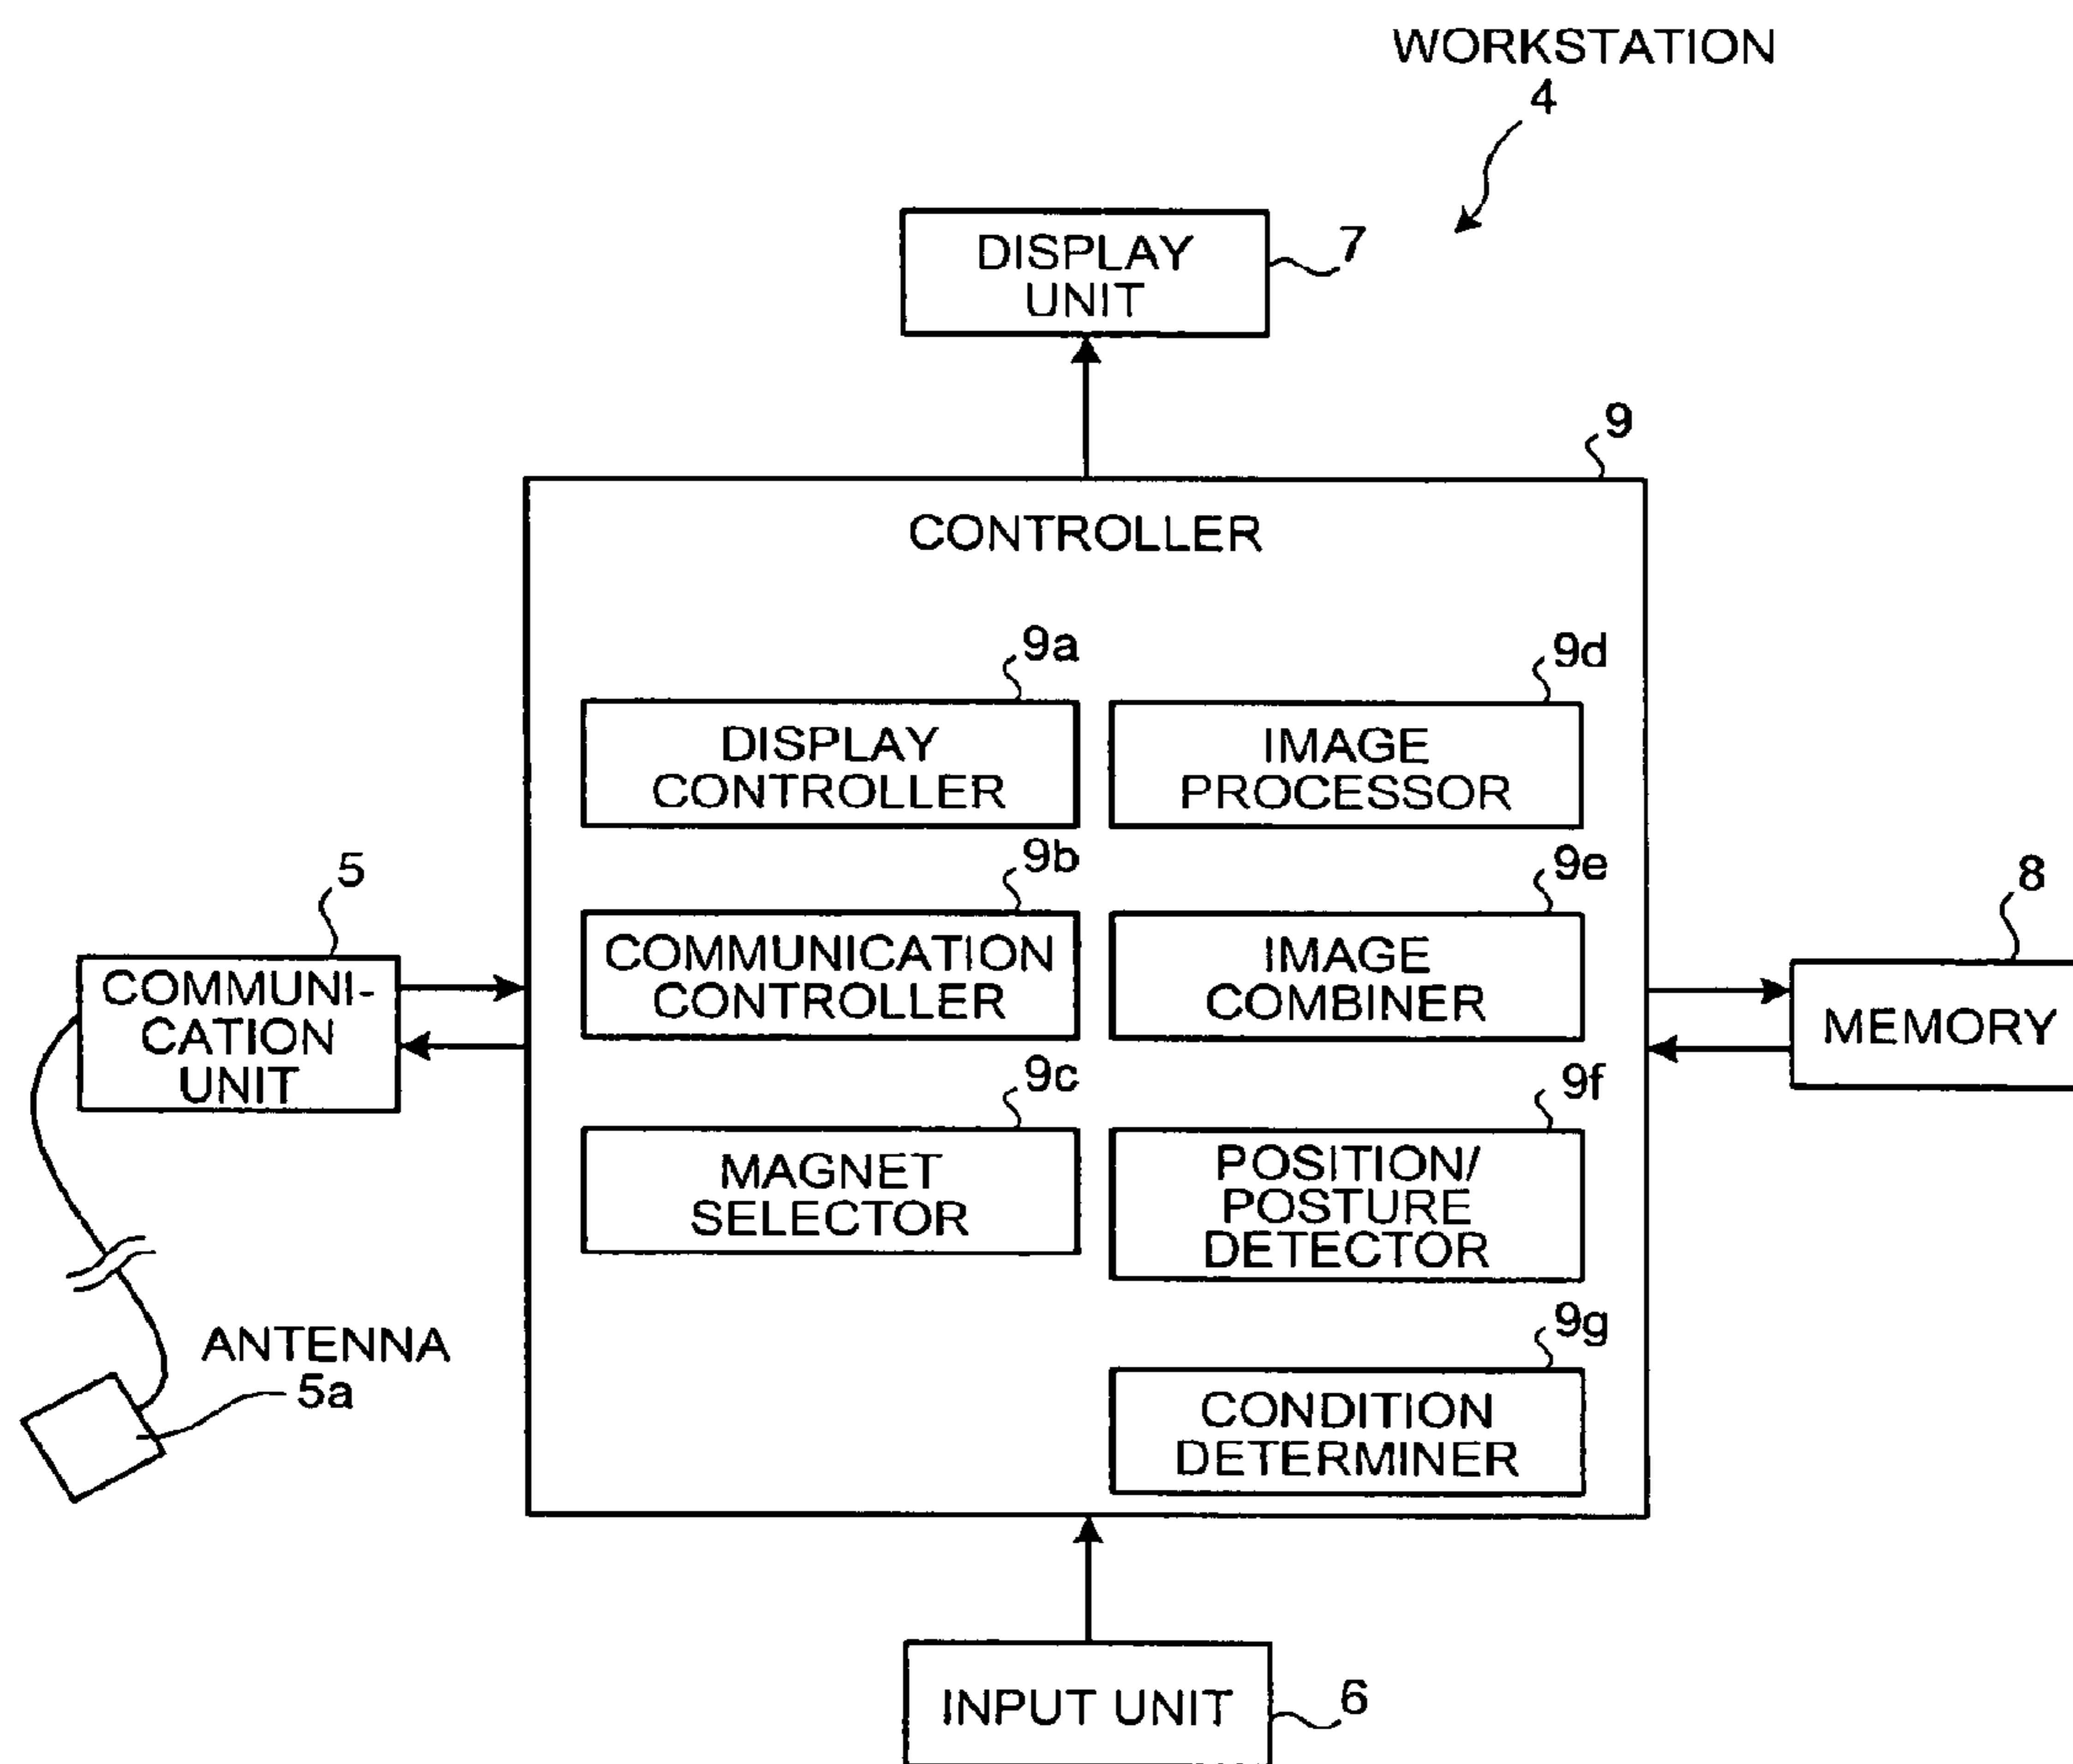 WORKSTATION
4
DISPLAY
UNIT
7
9
CONTROLLER
9a
DISPLAY
CONTROLLER
9d
IMAGE
PROCESSOR
9b
COMMUNICATION
CONTROLLER
9e
IMAGE
COMBINER
5
COMMUNI-
CATION
UNIT
8
MEMORY
9c
MAGNET
SELECTOR
9f
POSITION/
POSTURE
DETECTOR
ANTENNA
5a
9g
CONDITION
DETERMINER
INPUT UNIT
6